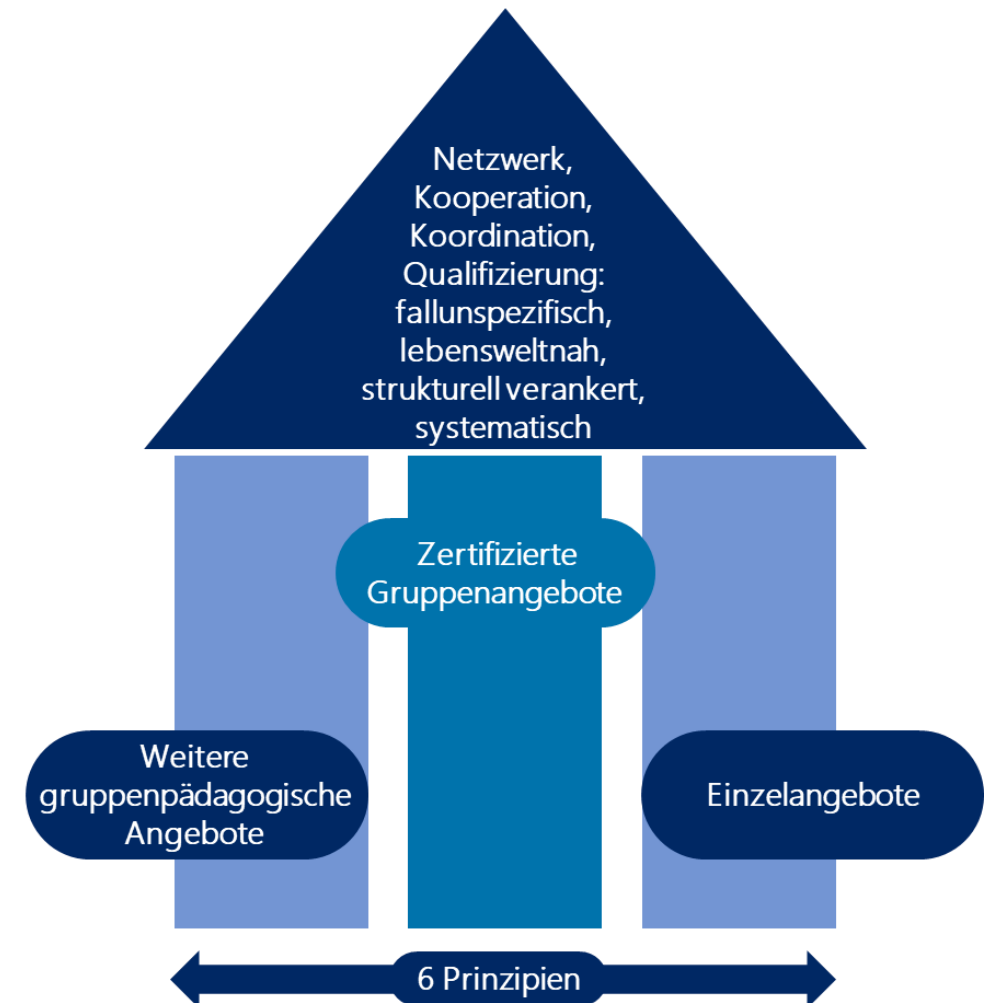 Netzwerk,
Kooperation,
Koordination,
Qualifizierung:
fallunspezifisch,
lebensweltnah,
strukturell verankert,
systematisch
Zertifizierte
Gruppenangebote
Weitere
gruppenpädagogische
Angebote
Einzelangebote
6 Prinzipien